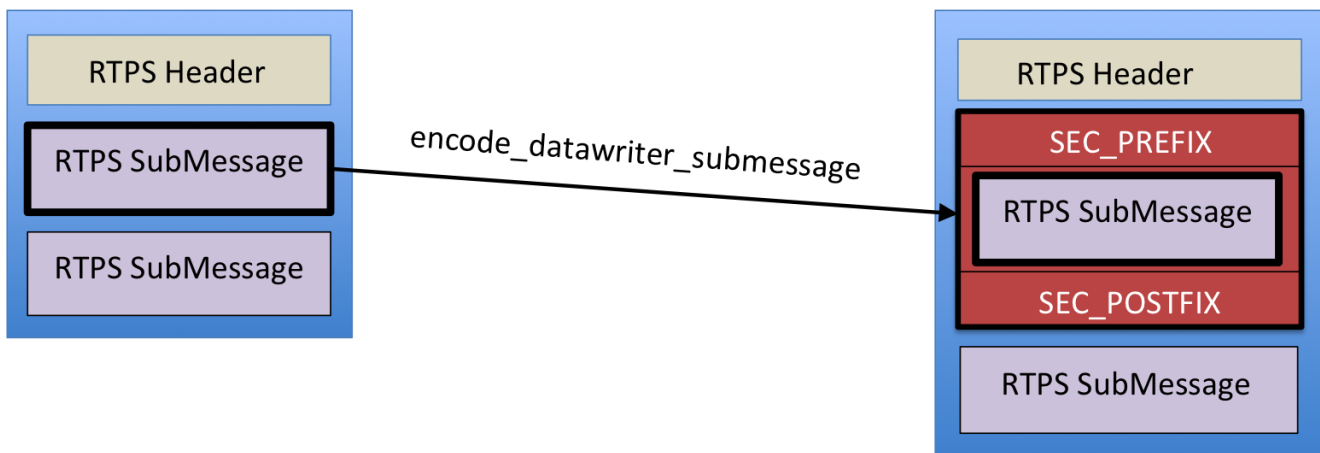 RTPS Header
RTPS SubMessage
RTPS SubMessage
encode_datawriter_submessage
RTPS Header
SEC_PREFIX
RTPS SubMessage
SEC_POSTFIX
RTPS SubMessage